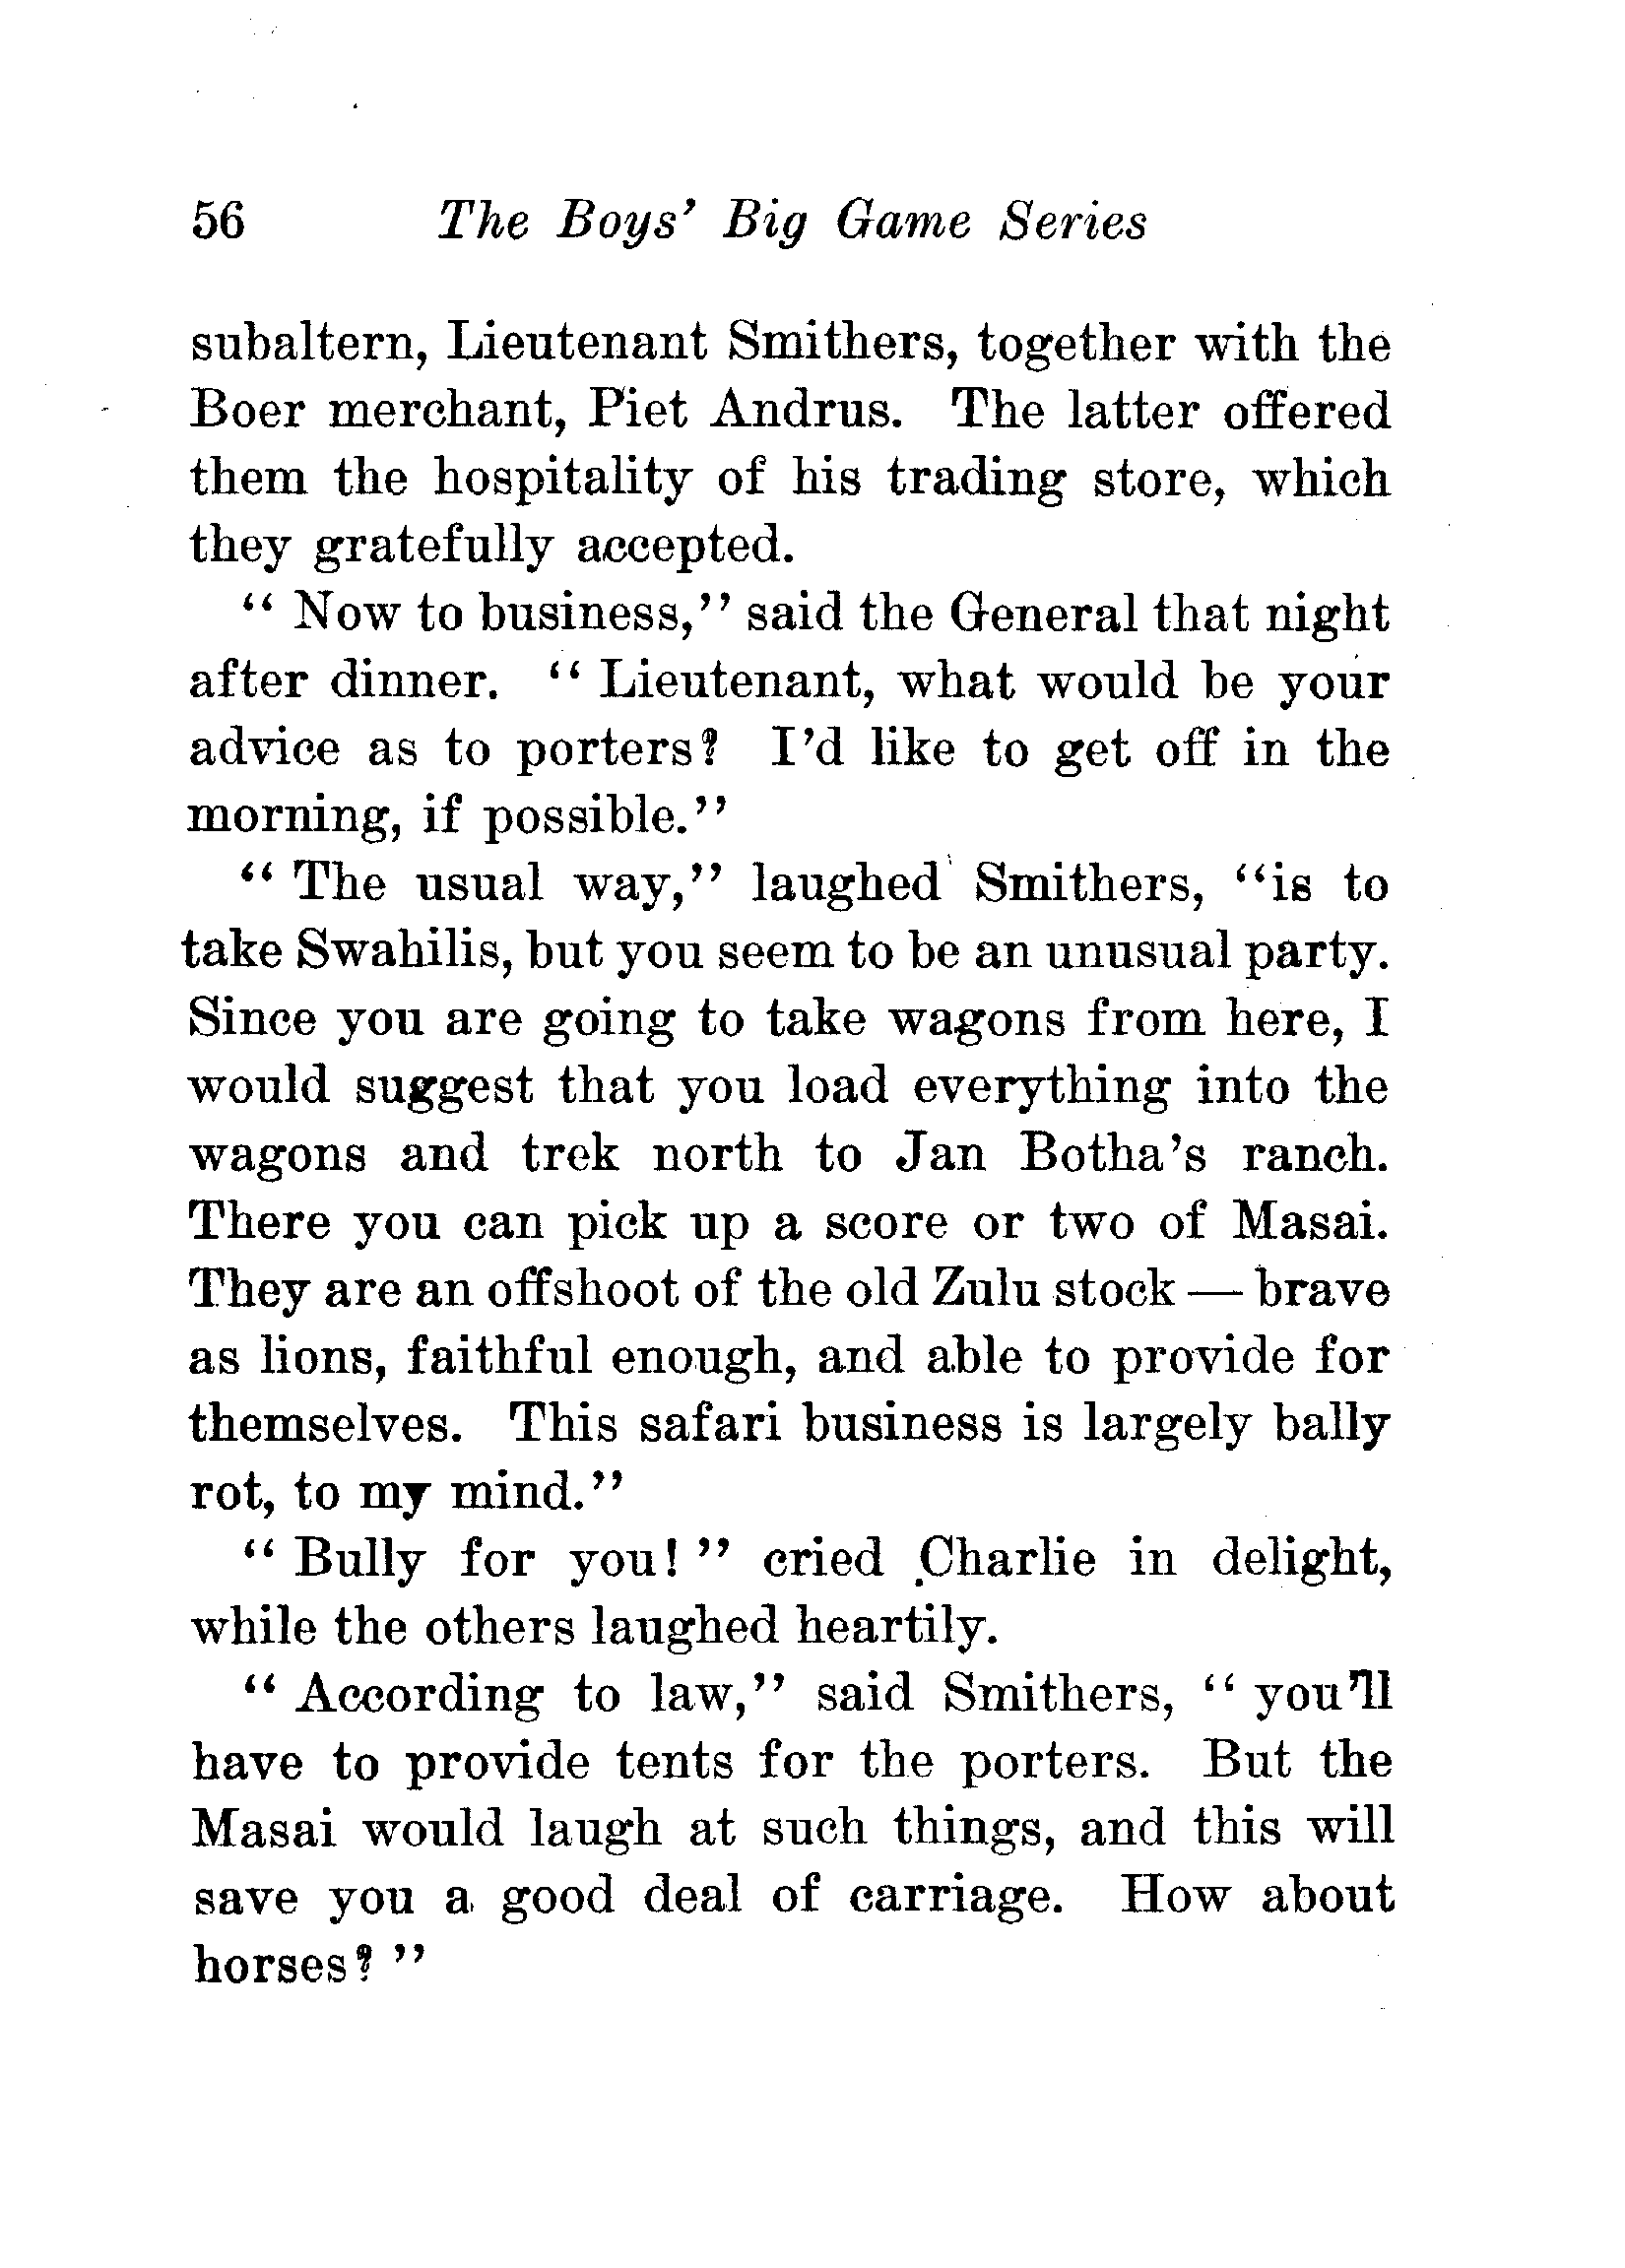 56 The Boys' Big Game Series
subaltern, Lieutenant Smithers, together with the
Boer merchant, Piet Andrus. The latter offered
them the hospitality of his trading store, which
they gratefully accepted.
" Now to business," said the General that night
after dinner. " Lieutenant, what would be your
advice as to porters? I'd like to get off in the
morning, if possible."
" The usual way," laughed Smithers, "is to
take Swahilis, but you seem to be an unusual party.
Since you are going to take wagons from here, I
would suggest that you load everything into the
wagons and trek north to Jan Botha's ranch.
There you can pick up a score or two of Masai.
They are an offshoot of the old Zulu stock — brave
as lions, faithful enough, and able to provide for
themselves. This safari business is largely bally
rot, to my mind."
" Bully for you! " cried Charlie in delight,
while the others laughed heartily.
" According to law," said Smithers, " you'll
have to provide tents for the porters. But the
Masai would laugh at such things, and this will
save you a good deal of carriage. How about
horses? "